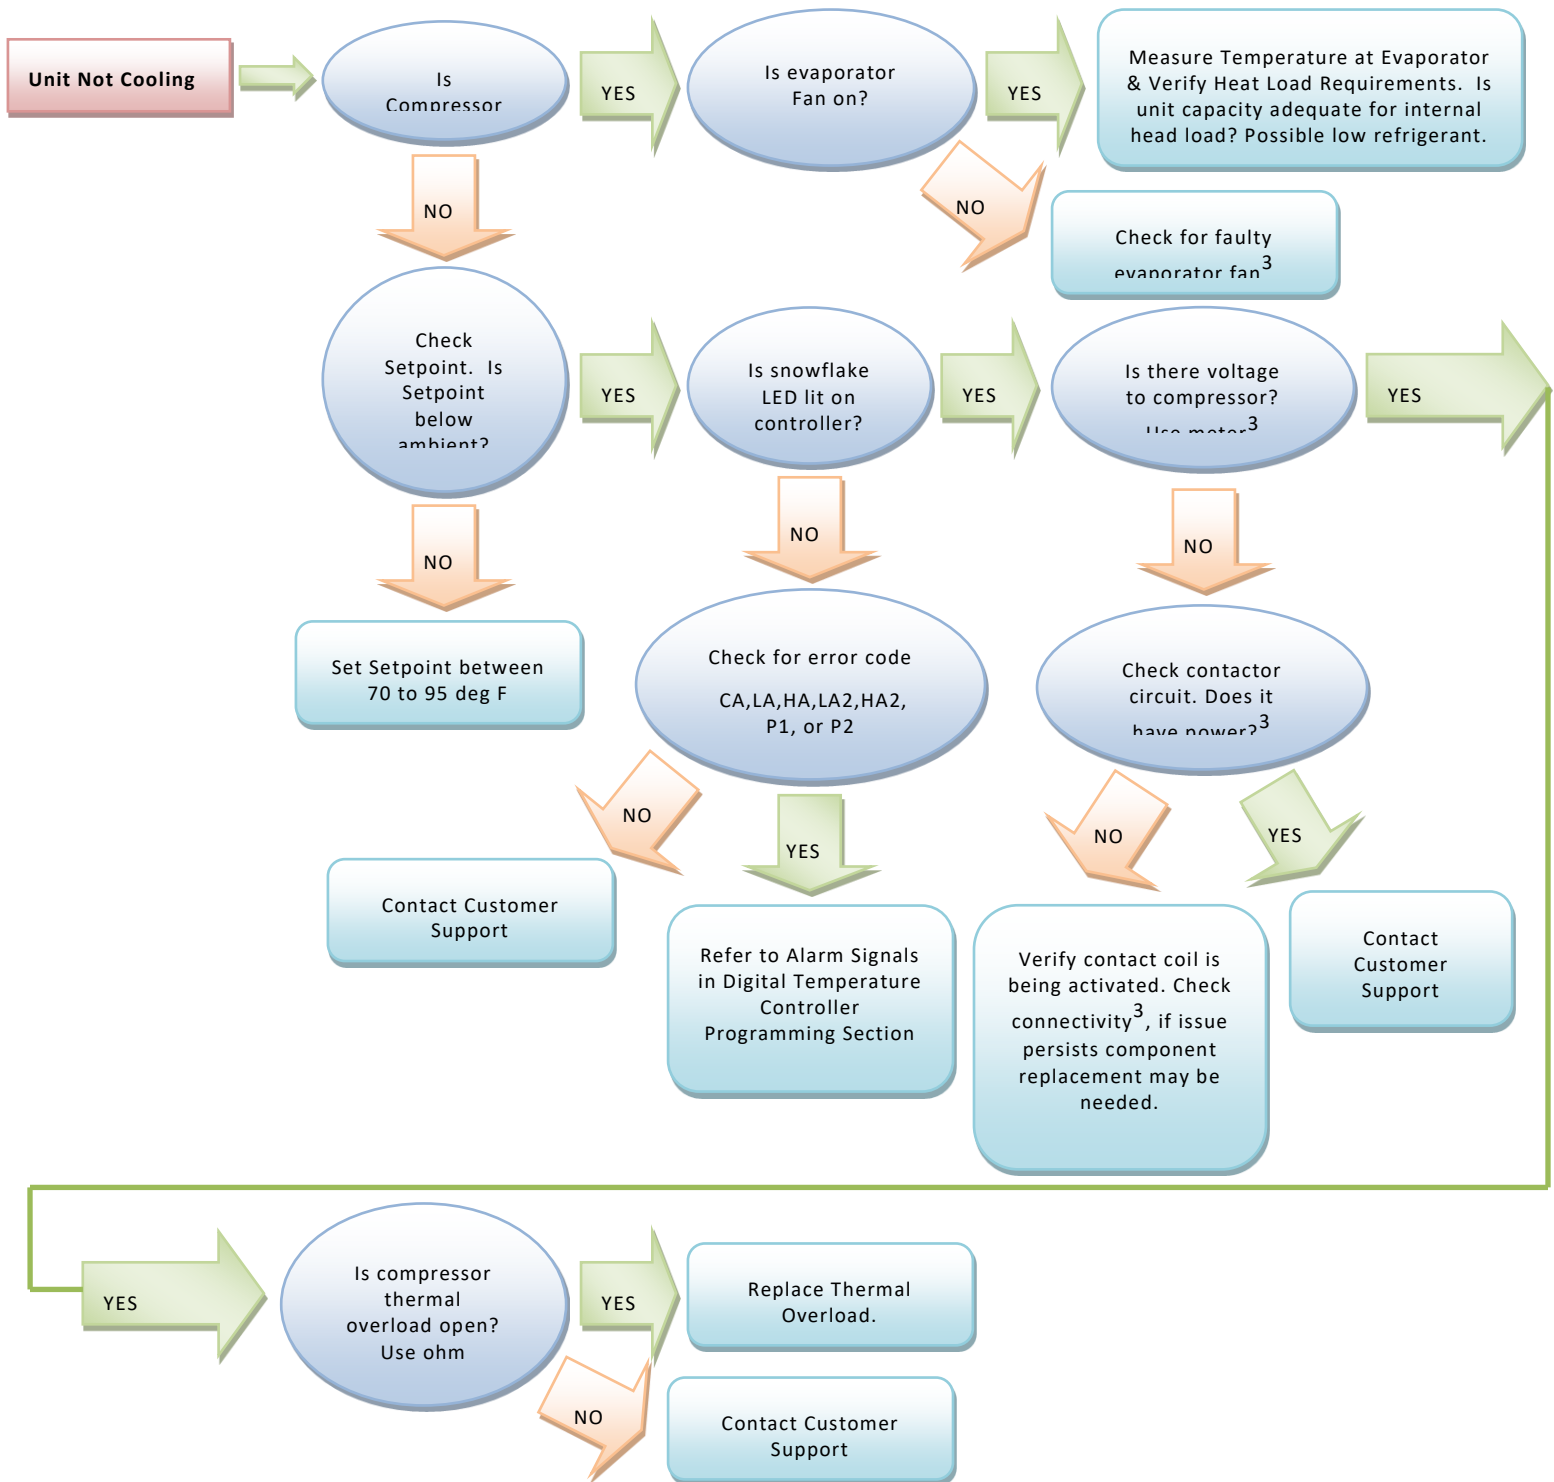 Unit Not Cooling
Is
Compressor
YES
Is evaporator
Fan on?
YES
Measure Temperature at Evaporator
& Verify Heat Load Requirements. Is
unit capacity adequate for internal
head load? Possible low refrigerant.
NO
NO
Check for faulty
evaporator fan3
Check
Setpoint. Is
Setpoint
below
ambient?
YES
Is snowflake
LED lit on
controller?
YES
Is there voltage
to compressor?
Use meter3
YES
NO
NO
NO
Set Setpoint between
70 to 95 deg F
Check for error code
CA,LA,HA,LA2,HA2,
P1, or P2
Check contactor
circuit. Does it
have power?3
NO
YES
NO
YES
Contact Customer
Support
Refer to Alarm Signals
in Digital Temperature
Controller
Programming Section
Verify contact coil is
being activated. Check
connectivity3, if issue
persists component
replacement may be
needed.
Contact
Customer
Support
YES
Is compressor
thermal
overload open?
Use ohm
YES
Replace Thermal
Overload.
NO
Contact Customer
Support